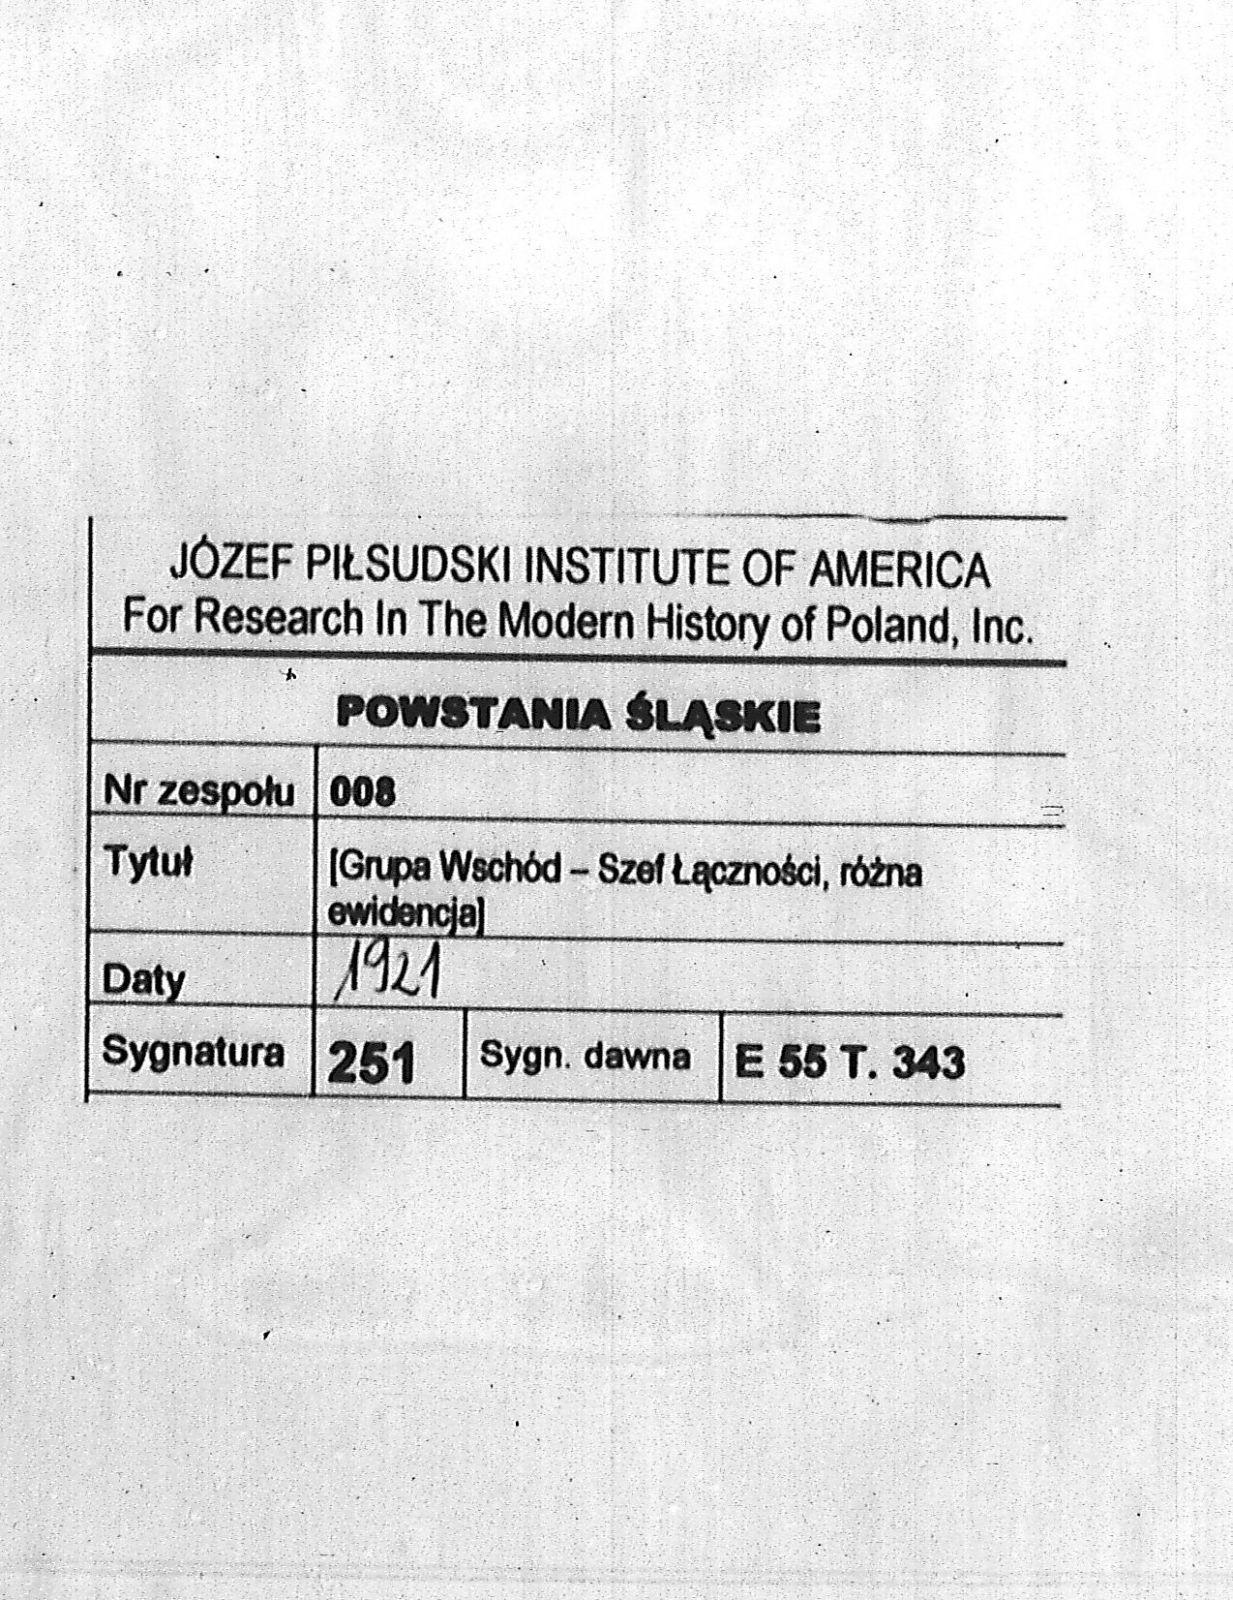 JÓZEF PIŁSUDSKI INSTITUTE OF AMERICA
For Research In The Modern History of Poland, Inc.
POWSTANIA ŚLĄSKIE
Nr zespołu 008
Tytuł [Grupa Wschód – Szef Łączności, różna
ewidencja]
Daty 1921
Sygnatura 251 Sygn. dawna E 55 T. 343